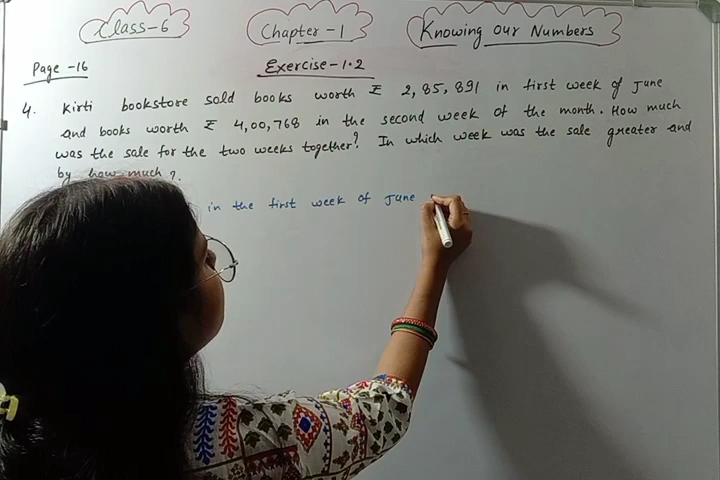 Class-6
Chapter-1
Knowing Our Numbers
Page-16
Exercise-1.2
4. Kirti bookstore sold books worth ₹ 2,85,891 in first week of June
and books worth ₹ 4,00,768 in the second week of the month. How much
was the sale for the two weeks together? In which week was the sale greater and
by how much?
in the first week of June